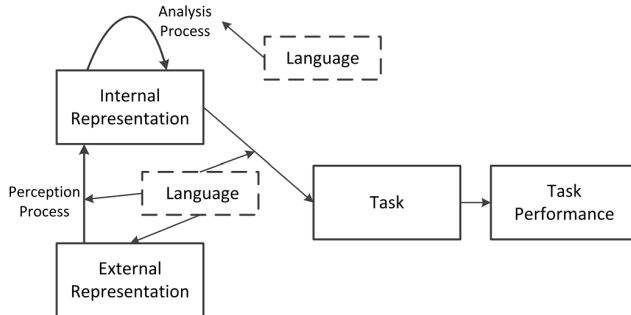 Analysis
Process
Language
Internal
Representation
Perception
Process
Language
Task
Task
Performance
External
Representation